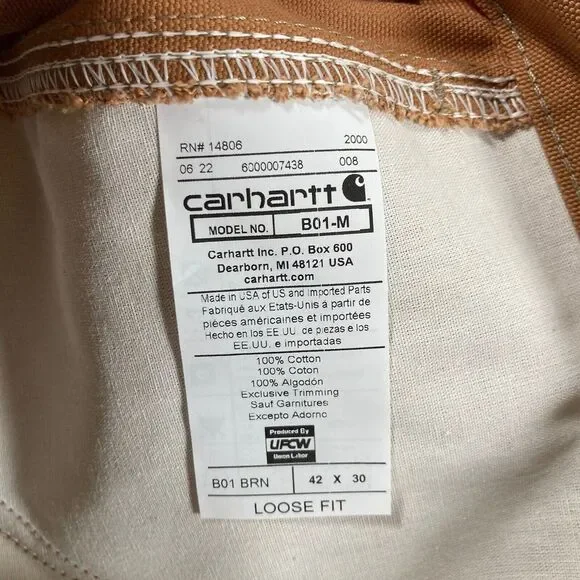 RN# 14806 2000
06 22 6000007438 008
carhartt
MODEL NO. B01-M
Carhartt Inc. P.O. Box 600
Dearborn, MI 48121 USA
carhartt.com
Made in USA of US and Imported Parts
Fabriqué aux Etats-Unis à partir de
pièces américaines et importées
Hecho en los EE.UU. de piezas e los
EE.UU. e importadas
100% Cotton
100% Coton
100% Algodón
Exclusive Trimming
Sauf Garnitures
Excepto Adorno
Produced By
UFCW
Union Labor
B01 BRN 42 X 30
LOOSE FIT